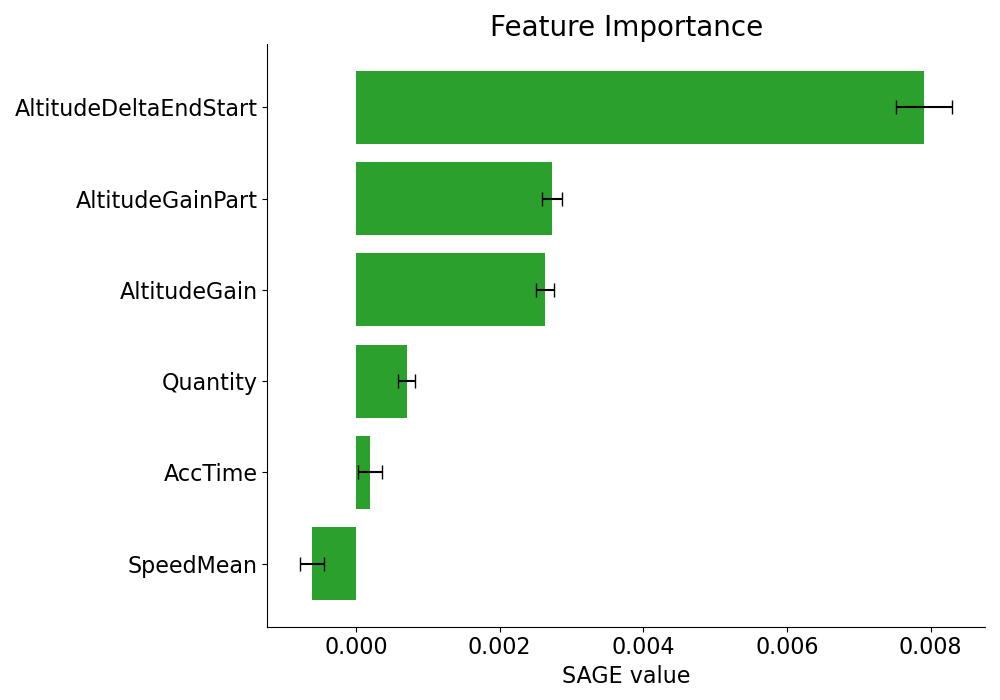 Feature Importance
AltitudeDeltaEndStart
AltitudeGainPart
AltitudeGain
Quantity
AccTime
SpeedMean
0.000 0.002 0.004 0.006 0.008
SAGE value